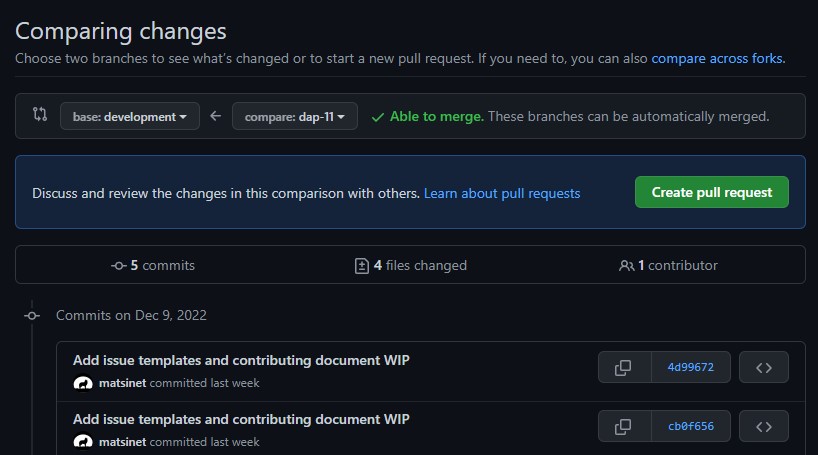 Comparing changes
Choose two branches to see what's changed or to start a new pull request. If you need to, you can also compare across forks.
base: development ← compare: dap-11 ✓ Able to merge. These branches can be automatically merged.
Discuss and review the changes in this comparison with others. Learn about pull requests Create pull request
5 commits 4 files changed 1 contributor
Commits on Dec 9, 2022
Add issue templates and contributing document WIP
4d99672
matsinet committed last week
Add issue templates and contributing document WIP
cb0f656
matsinet committed last week